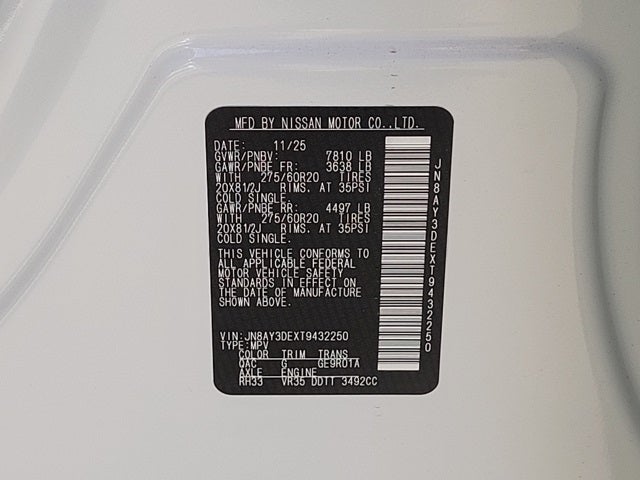 MFD BY NISSAN MOTOR CO.,LTD.
DATE: 11/25
GVWR/PNBV: 7810 LB
GAWR/PNBE FR: 3638 LB
WITH 275/60R20 TIRES
20X81/2J RIMS. AT 35PSI
COLD SINGLE.
GAWR/PNBE RR: 4497 LB
WITH 275/60R20 TIRES
20X81/2J RIMS. AT 35PSI
COLD SINGLE.
THIS VEHICLE CONFORMS TO
ALL APPLICABLE FEDERAL
MOTOR VEHICLE SAFETY
STANDARDS IN EFFECT ON
THE DATE OF MANUFACTURE
SHOWN ABOVE.
VIN: JN8AY3DEXT9432250
TYPE: MPV
COLOR TRIM TRANS
QAC G GE9R01A
AXLE ENGINE
RH33 VR35 DDTT 3492CC
JN8AY3DEXT9432250